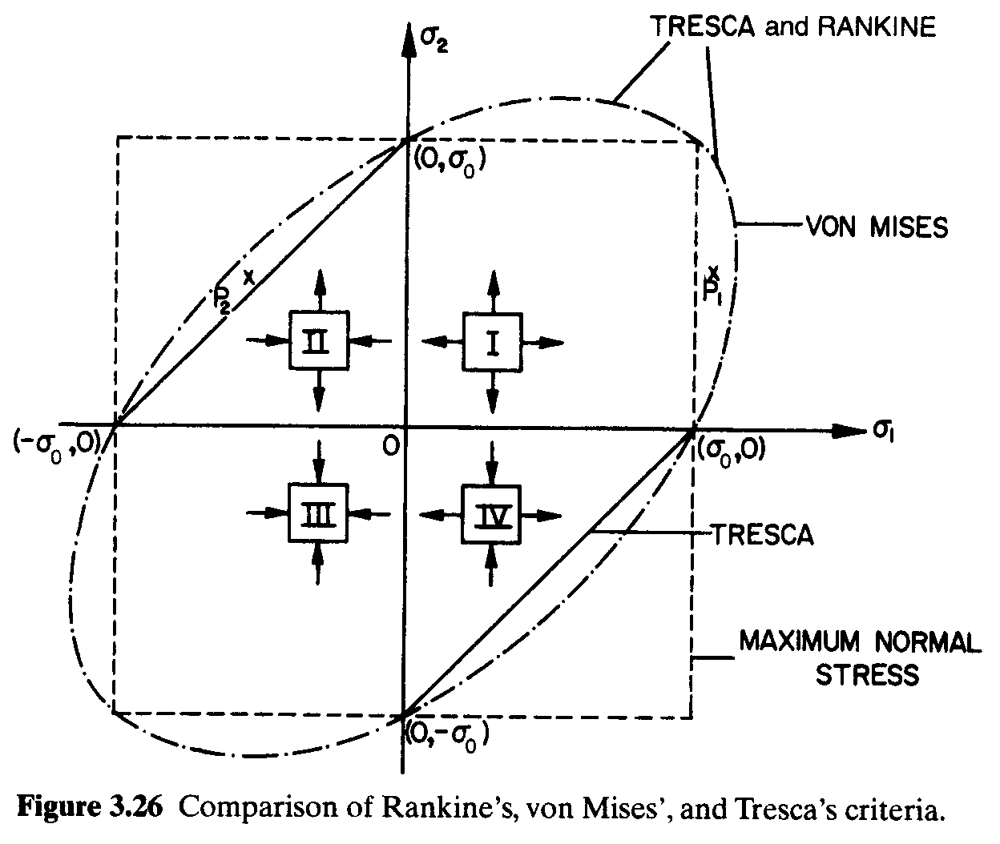 σ₂
TRESCA and RANKINE
(0,σ₀)
VON MISES
P₂
x
x
P₁
II
I
(-σ₀,0)
0
(σ₀,0)
σ₁
III
IV
TRESCA
MAXIMUM NORMAL
STRESS
(0,-σ₀)
Figure 3.26 Comparison of Rankine's, von Mises', and Tresca's criteria.